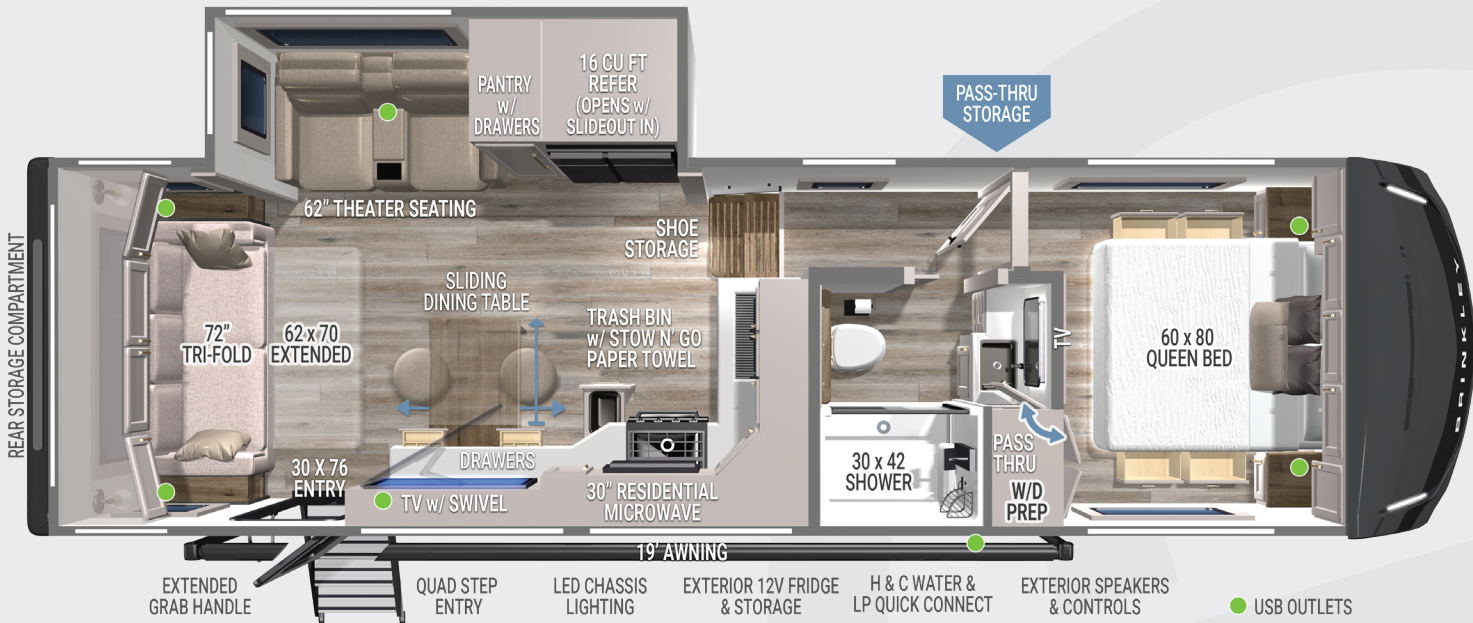 PANTRY
w/
DRAWERS
16 CU FT
REFER
(OPENS w/
SLIDEOUT IN)
PASS-THRU
STORAGE
62” THEATER SEATING
SHOE
STORAGE
REAR STORAGE COMPARTMENT
SLIDING
DINING TABLE
72”
TRI-FOLD
62 x 70
EXTENDED
TRASH BIN
w/ STOW N’ GO
PAPER TOWEL
TV
60 x 80
QUEEN BED
BRINKLEY
30 X 76
ENTRY
DRAWERS
TV w/ SWIVEL
30” RESIDENTIAL
MICROWAVE
30 x 42
SHOWER
PASS
THRU
W/D
PREP
19’ AWNING
EXTENDED
GRAB HANDLE
QUAD STEP
ENTRY
LED CHASSIS
LIGHTING
EXTERIOR 12V FRIDGE
& STORAGE
H & C WATER &
LP QUICK CONNECT
EXTERIOR SPEAKERS
& CONTROLS
USB OUTLETS